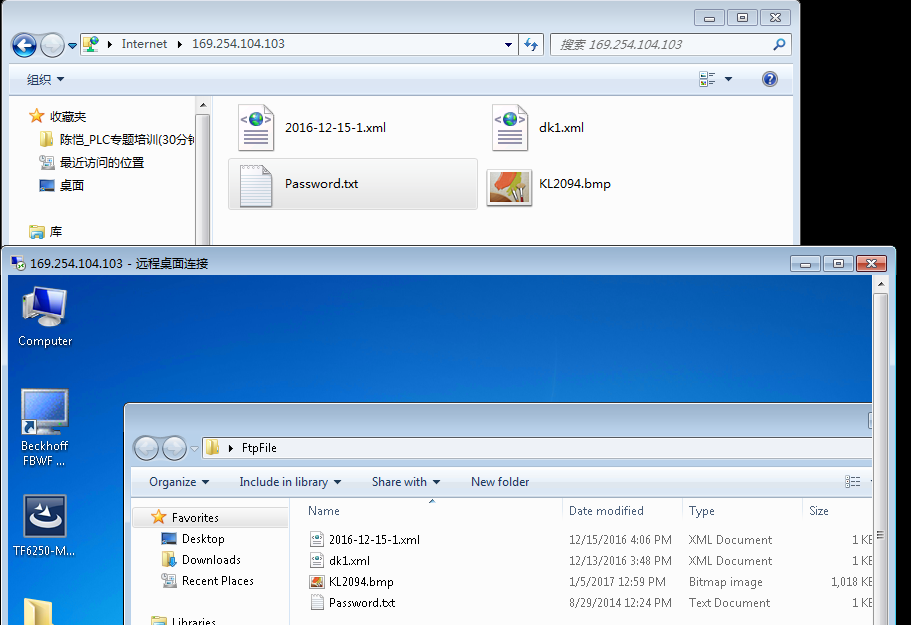 Internet 169.254.104.103 搜索 169.254.104.103
组织
收藏夹
陈恺_PLC专题培训(30分钟
最近访问的位置
桌面
库
2016-12-15-1.xml dk1.xml
Password.txt KL2094.bmp
169.254.104.103 - 远程桌面连接
Computer
Beckhoff
FBWF ...
TF6250-M...
FtpFile
Organize Include in library Share with New folder
Favorites
Desktop
Downloads
Recent Places
Libraries
Name Date modified Type Size
2016-12-15-1.xml 12/15/2016 4:06 PM XML Document 1 KB
dk1.xml 12/13/2016 3:48 PM XML Document 1 KB
KL2094.bmp 1/5/2017 12:59 PM Bitmap image 1,018 KB
Password.txt 8/29/2014 12:24 PM Text Document 1 KB